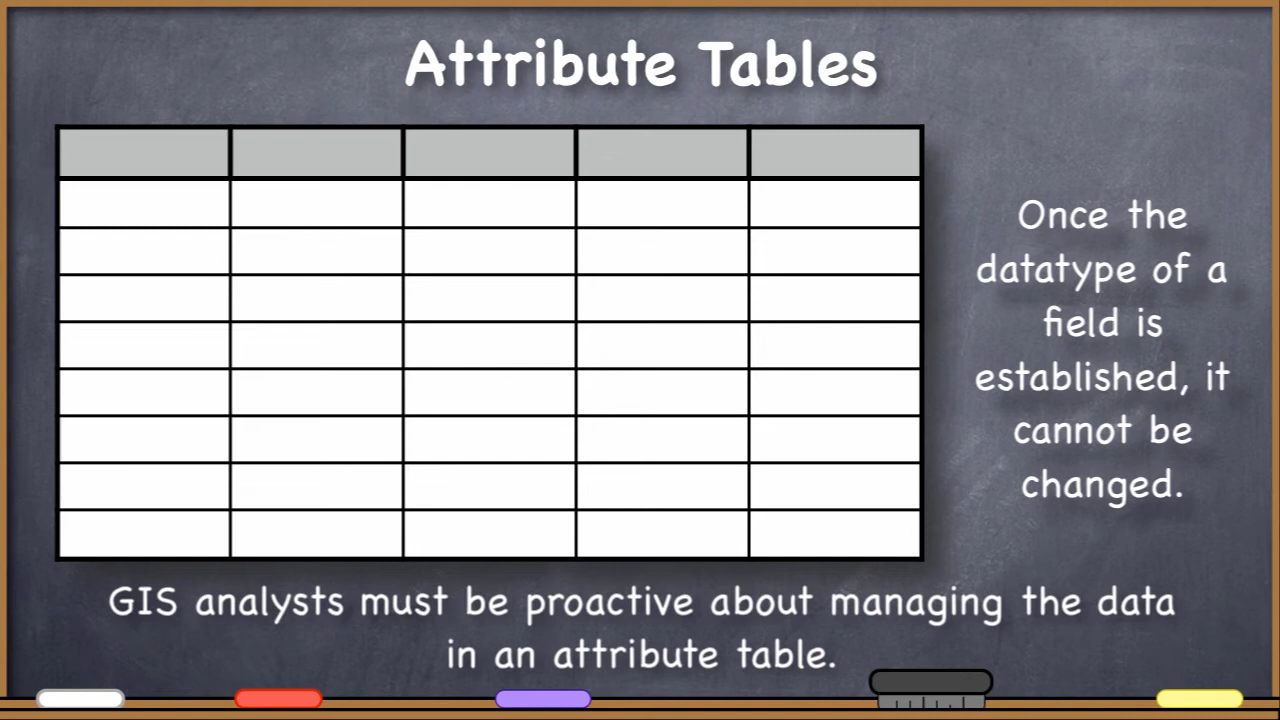 Attribute Tables
Once the
datatype of a
field is
established, it
cannot be
changed.
GIS analysts must be proactive about managing the data
in an attribute table.